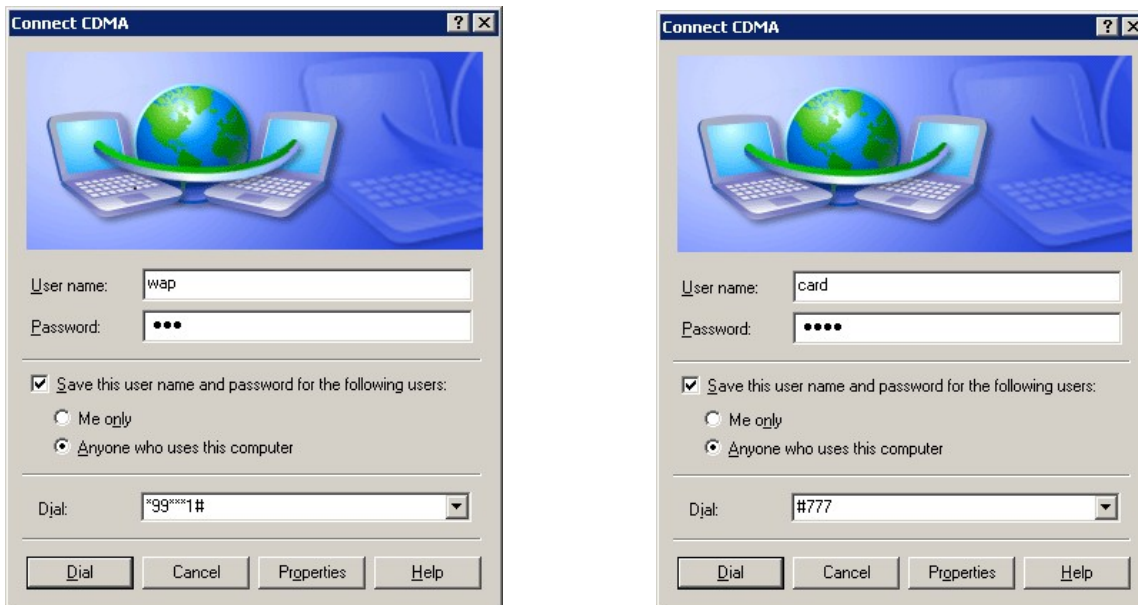 Connect CDMA
User name: wap
Password: •••
Save this user name and password for the following users:
Me only
Anyone who uses this computer
Dial: *99***1#
Dial Cancel Properties Help
Connect CDMA
User name: card
Password: ••••
Save this user name and password for the following users:
Me only
Anyone who uses this computer
Dial: #777
Dial Cancel Properties Help